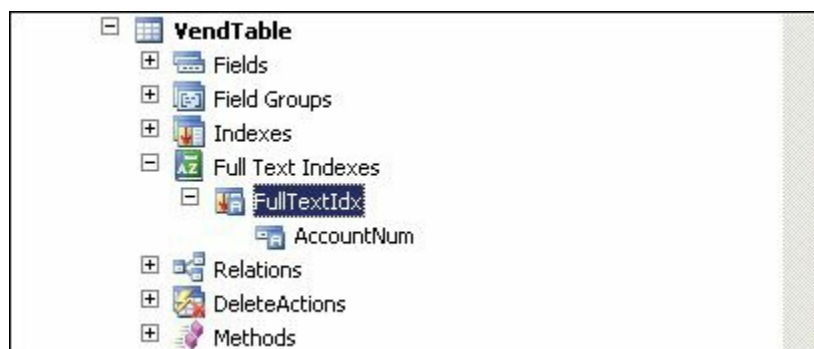 VendTable
Fields
Field Groups
Indexes
Full Text Indexes
FullTextIdx
AccountNum
Relations
DeleteActions
Methods